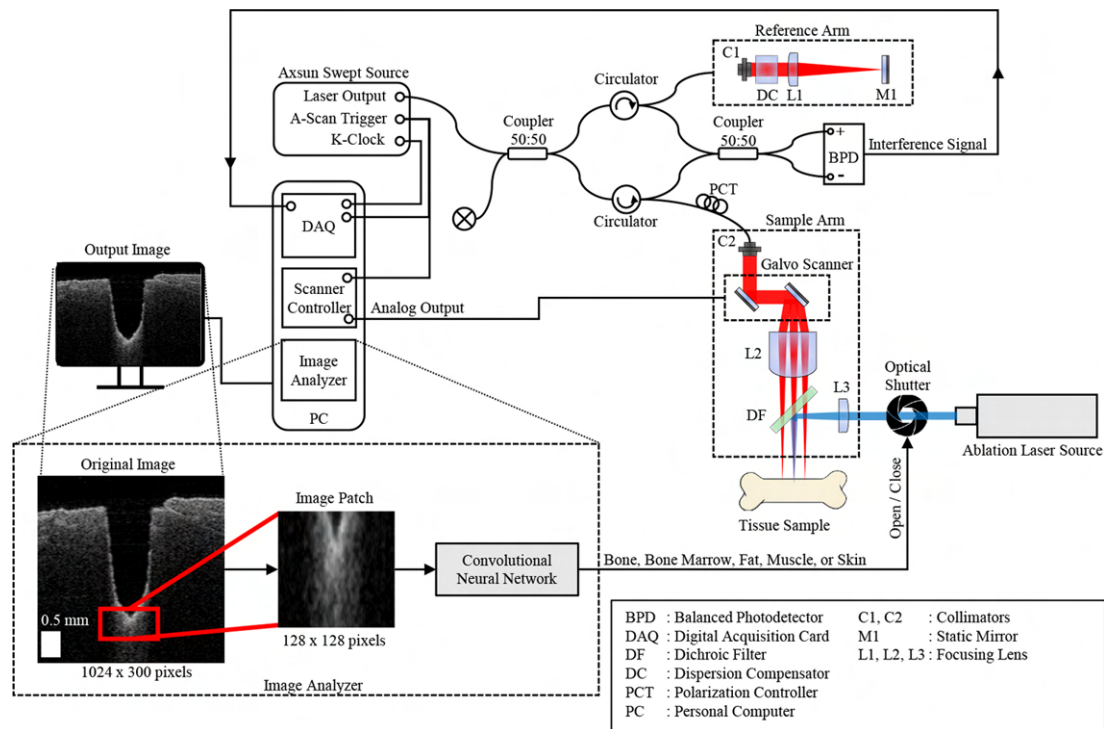 Reference Arm
C1
DC L1
M1
Axsun Swept Source
Laser Output
A-Scan Trigger
K-Clock
Circulator
Coupler
50:50
Coupler
50:50
+
BPD
-
Interference Signal
Circulator
PCT
DAQ
Sample Arm
C2
Galvo Scanner
Output Image
Scanner
Controller
Analog Output
Image
Analyzer
PC
L2
DF
L3
Optical
Shutter
Ablation Laser Source
Tissue Sample
Open / Close
Original Image
0.5 mm
1024 x 300 pixels
Image Patch
128 x 128 pixels
Convolutional
Neural Network
Bone, Bone Marrow, Fat, Muscle, or Skin
Image Analyzer
BPD : Balanced Photodetector
DAQ : Digital Acquisition Card
DF : Dichroic Filter
DC : Dispersion Compensator
PCT : Polarization Controller
PC : Personal Computer
C1, C2 : Collimators
M1 : Static Mirror
L1, L2, L3 : Focusing Lens